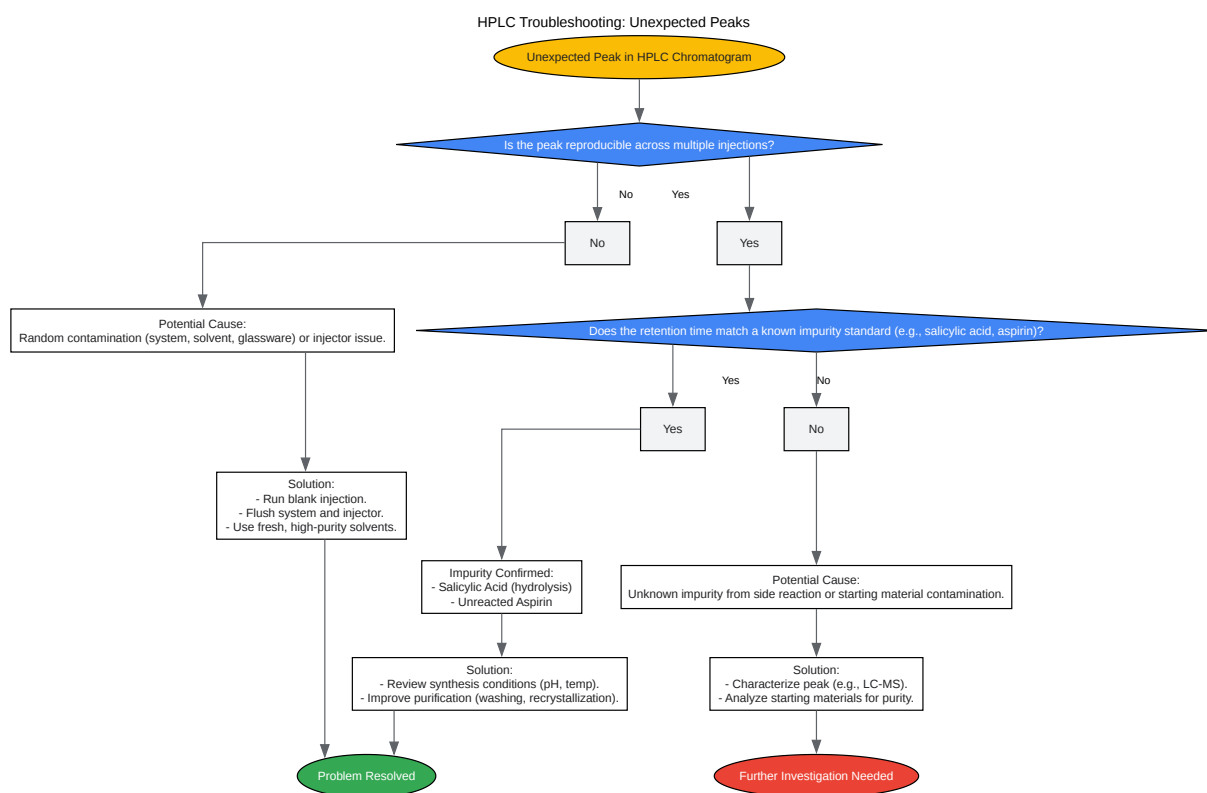 HPLC Troubleshooting: Unexpected Peaks
Unexpected Peak in HPLC Chromatogram
Is the peak reproducible across multiple injections?
No
Yes
No
Yes
Potential Cause:
Random contamination (system, solvent, glassware) or injector issue.
Does the retention time match a known impurity standard (e.g., salicylic acid, aspirin)?
Yes
No
Yes
No
Solution:
- Run blank injection.
- Flush system and injector.
- Use fresh, high-purity solvents.
Impurity Confirmed:
- Salicylic Acid (hydrolysis)
- Unreacted Aspirin
Potential Cause:
Unknown impurity from side reaction or starting material contamination.
Solution:
- Review synthesis conditions (pH, temp).
- Improve purification (washing, recrystallization).
Solution:
- Characterize peak (e.g., LC-MS).
- Analyze starting materials for purity.
Problem Resolved
Further Investigation Needed